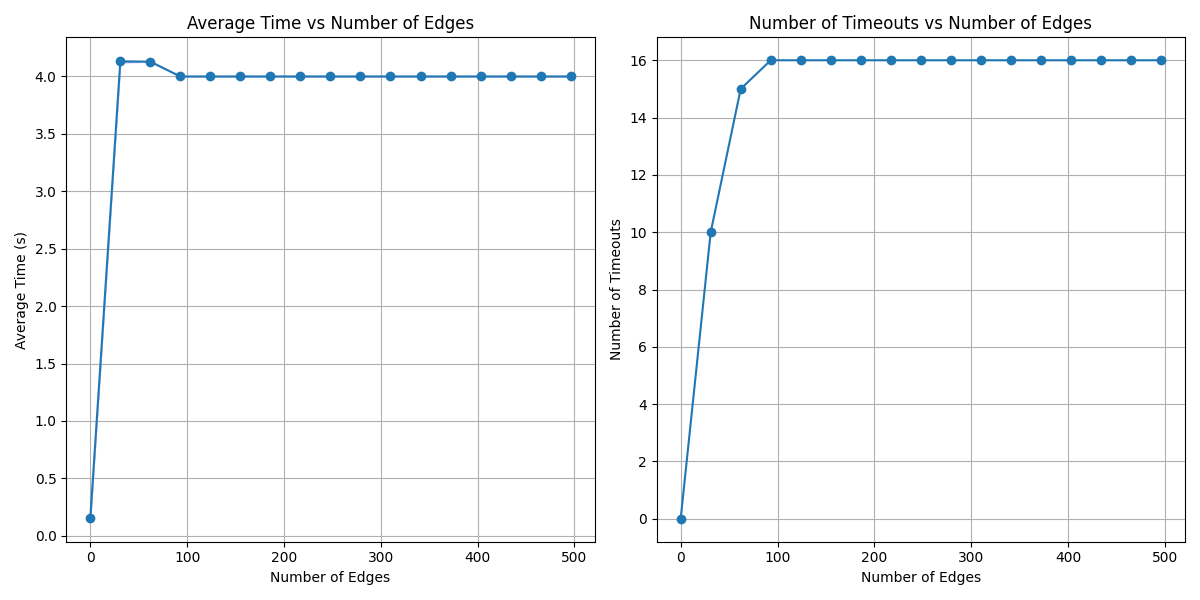 Average Time vs Number of Edges
4.0
3.5
3.0
2.5
2.0
1.5
1.0
0.5
0.0
Average Time (s)
0 100 200 300 400 500
Number of Edges
Number of Timeouts vs Number of Edges
16
14
12
10
8
6
4
2
0
Number of Timeouts
0 100 200 300 400 500
Number of Edges